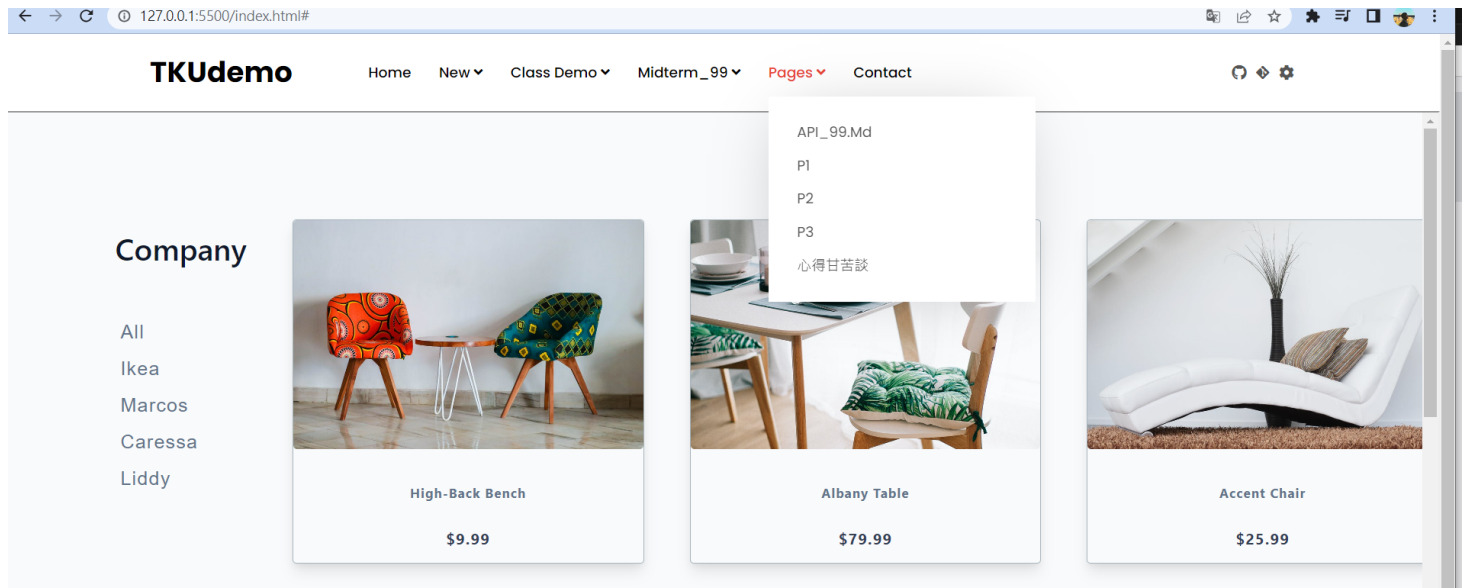 127.0.0.1:5500/index.html#
TKUdemo
Home New Class Demo Midterm_99 Pages Contact
API_99.Md
P1
P2
P3
心得甘苦談
Company
All
Ikea
Marcos
Caressa
Liddy
High-Back Bench
$9.99
Albany Table
$79.99
Accent Chair
$25.99